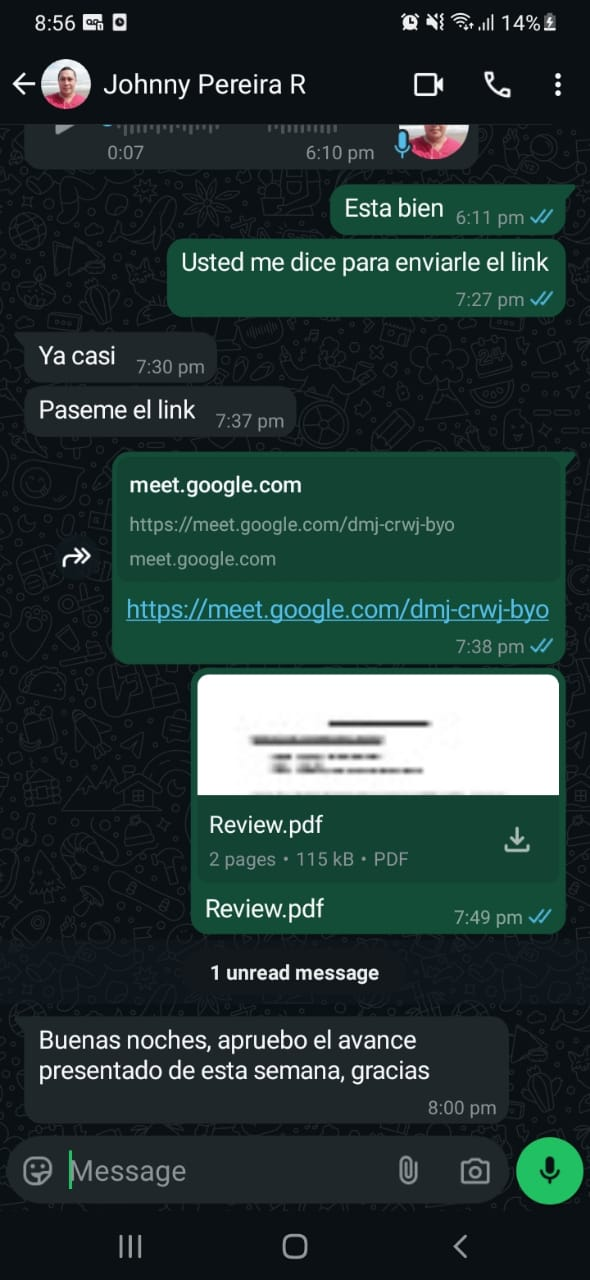 8:56
14%
Johnny Pereira R
0:07
6:10 pm
Esta bien
6:11 pm
Usted me dice para enviarle el link
7:27 pm
Ya casi
7:30 pm
Paseme el link
7:37 pm
meet.google.com
https://meet.google.com/dmj-crwj-byo
meet.google.com
https://meet.google.com/dmj-crwj-byo
7:38 pm
Review.pdf
2 pages • 115 kB • PDF
Review.pdf
7:49 pm
1 unread message
Buenas noches, apruebo el avance
presentado de esta semana, gracias
8:00 pm
Message